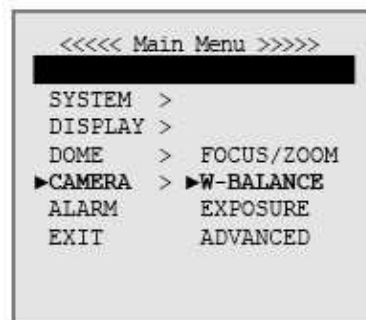 <<<<< Main Menu >>>>>
SYSTEM >
DISPLAY >
DOME > FOCUS/ZOOM
►CAMERA > ►W-BALANCE
ALARM EXPOSURE
EXIT ADVANCED